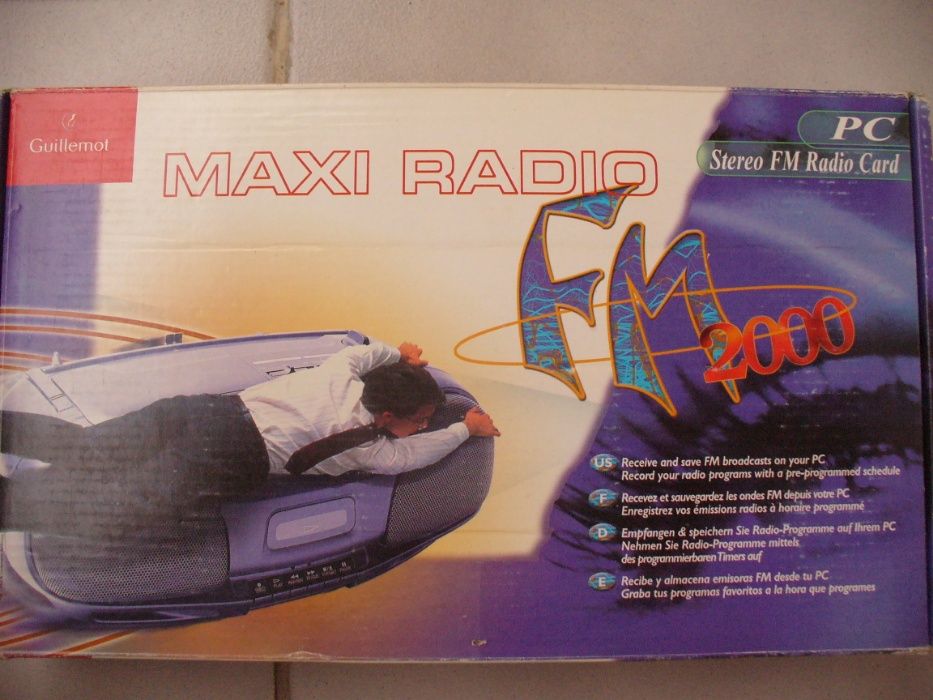 Guillemot
MAXI RADIO
FM
2000
PC
Stereo FM Radio Card
US Receive and save FM broadcasts on your PC
Record your radio programs with a pre-programmed schedule
F Recevez et sauvegardez les ondes FM depuis votre PC
Enregistrez vos émissions radios à horaire programmé
D Empfangen & speichern Sie Radio-Programme auf Ihrem PC
Nehmen Sie Radio-Programme mittels
des programmierbaren Timers auf
E Recibe y almacena emisoras FM desde tu PC
Graba tus programas favoritos a la hora que programes